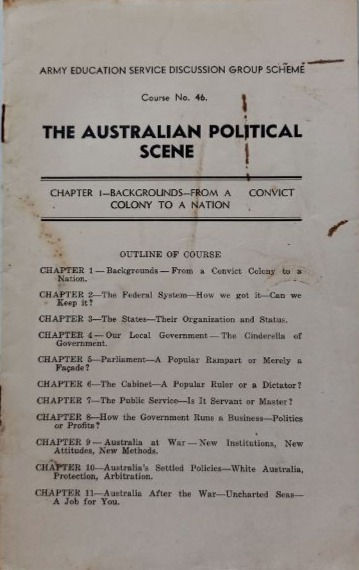 ARMY EDUCATION SERVICE DISCUSSION GROUP SCHEME
Course No. 46.
THE AUSTRALIAN POLITICAL
SCENE
CHAPTER 1—BACKGROUNDS—FROM A CONVICT
COLONY TO A NATION
OUTLINE OF COURSE
CHAPTER 1—Backgrounds—From a Convict Colony to a
Nation.
CHAPTER 2—The Federal System—How we got it—Can we
Keep it?
CHAPTER 3—The States—Their Organization and Status.
CHAPTER 4—Our Local Government—The Cinderella of
Government.
CHAPTER 5—Parliament—A Popular Rampart or Merely a
Façade?
CHAPTER 6—The Cabinet—A Popular Ruler or a Dictator?
CHAPTER 7—The Public Service—Is It Servant or Master?
CHAPTER 8—How the Government Runs a Business—Politics
or Profits?
CHAPTER 9—Australia at War—New Institutions, New
Attitudes, New Methods.
CHAPTER 10—Australia's Settled Policies—White Australia,
Protection, Arbitration.
CHAPTER 11—Australia After the War—Uncharted Seas—
A Job for You.